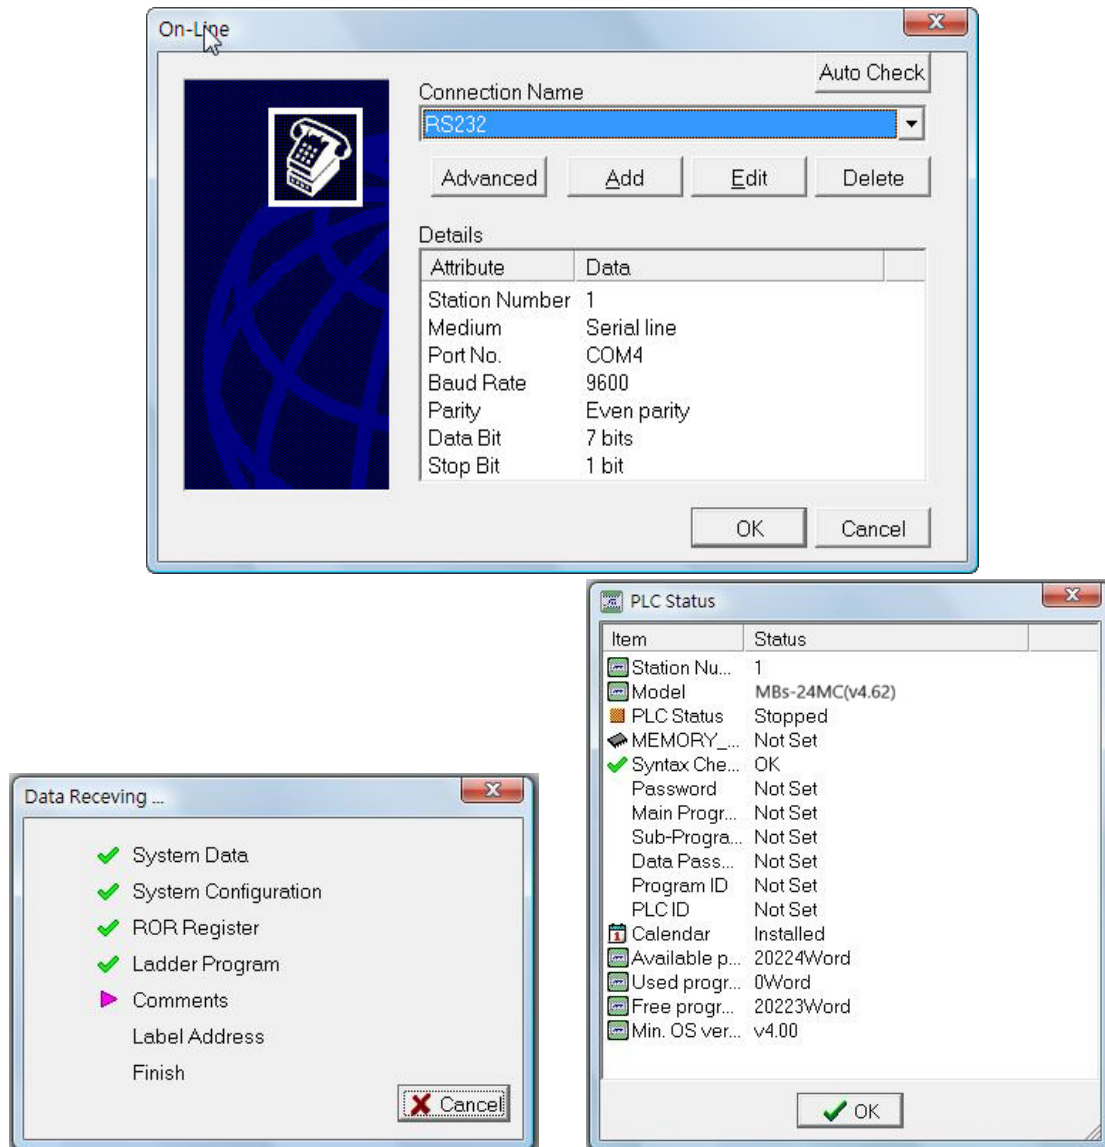 On-Line
Auto Check
Connection Name
RS232
Advanced Add Edit Delete
Details
Attribute Data
Station Number 1
Medium Serial line
Port No. COM4
Baud Rate 9600
Parity Even parity
Data Bit 7 bits
Stop Bit 1 bit
OK Cancel
Data Receving ...
System Data
System Configuration
ROR Register
Ladder Program
Comments
Label Address
Finish
Cancel
PLC Status
Item Status
Station Nu... 1
Model MBs-24MC(v4.62)
PLC Status Stopped
MEMORY_... Not Set
Syntax Che... OK
Password Not Set
Main Progr... Not Set
Sub-Progra... Not Set
Data Pass... Not Set
Program ID Not Set
PLC ID Not Set
Calendar Installed
Available p... 20224Word
Used progr... 0Word
Free progr... 20223Word
Min. OS ver... v4.00
OK